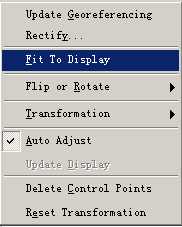 Update Georeferencing
Rectify...
Fit To Display
Flip or Rotate
Transformation
Auto Adjust
Update Display
Delete Control Points
Reset Transformation